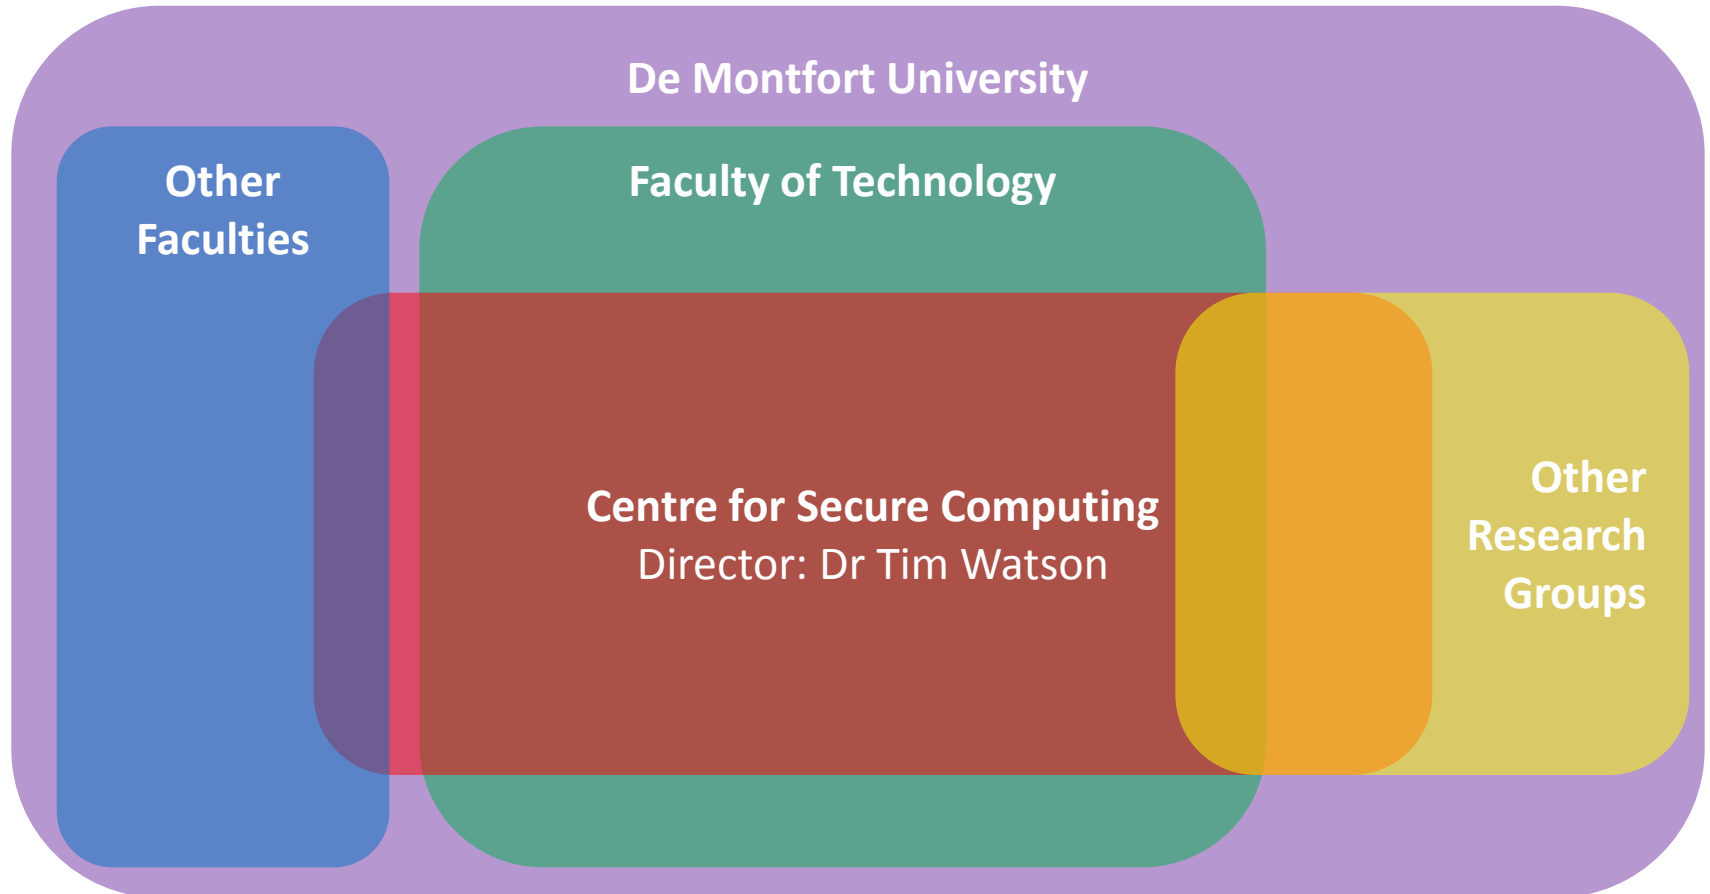 De Montfort University
Other
Faculties
Faculty of Technology
Centre for Secure Computing
Director: Dr Tim Watson
Other
Research
Groups